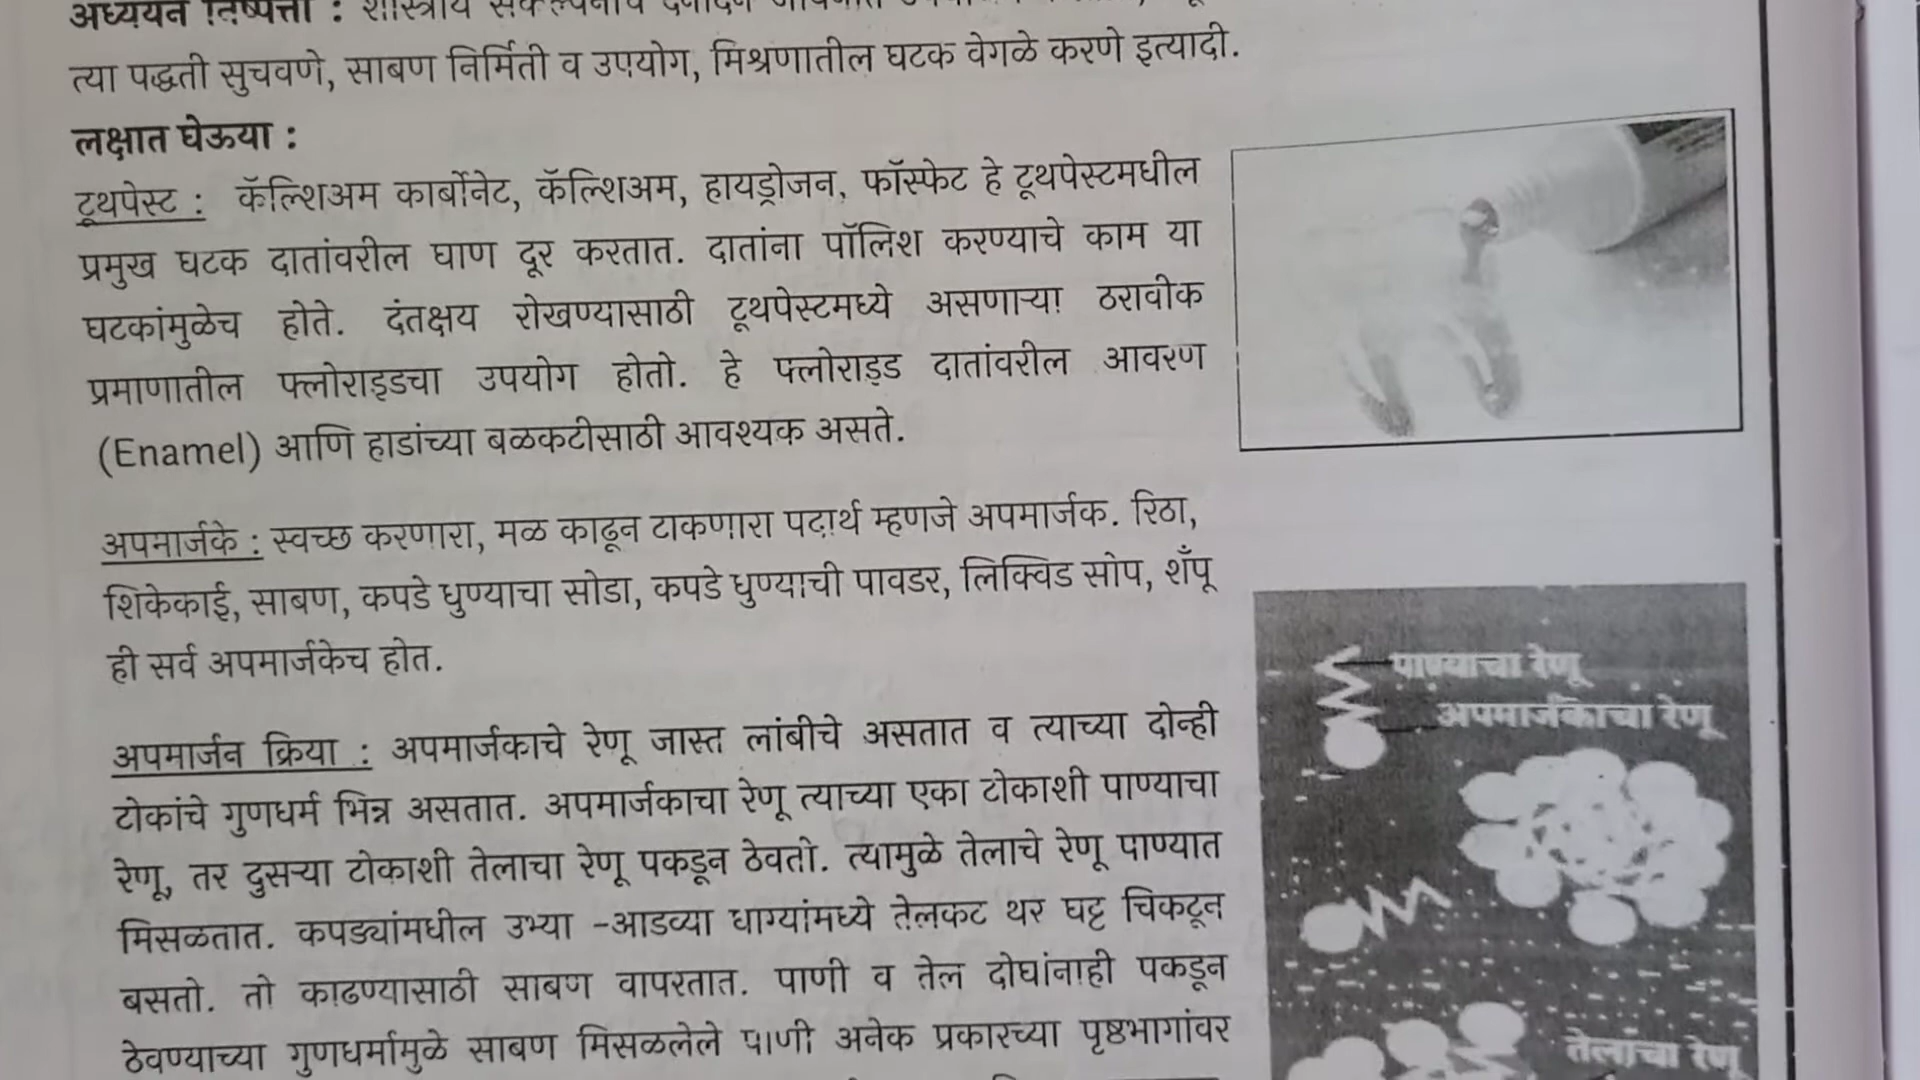 अध्ययन निष्पत्ती : शास्त्रीय
त्या पद्धती सुचवणे, साबण निर्मिती व उपयोग, मिश्रणातील घटक वेगळे करणे इत्यादी.
लक्षात घेऊया :
टूथपेस्ट : कॅल्शिअम कार्बोनेट, कॅल्शिअम, हायड्रोजन, फॉस्फेट हे टूथपेस्टमधील
प्रमुख घटक दातांवरील घाण दूर करतात. दातांना पॉलिश करण्याचे काम या
घटकांमुळेच होते. दंतक्षय रोखण्यासाठी टूथपेस्टमध्ये असणाऱ्या ठरावीक
प्रमाणातील फ्लोराइडचा उपयोग होतो. हे फ्लोराइड दातांवरील आवरण
(Enamel) आणि हाडांच्या बळकटीसाठी आवश्यक असते.
अपमार्जके : स्वच्छ करणारा, मळ काढून टाकणारा पदार्थ म्हणजे अपमार्जक. रिठा,
शिकेकाई, साबण, कपडे धुण्याचा सोडा, कपडे धुण्याची पावडर, लिक्विड सोप, शँपू
ही सर्व अपमार्जकेच होत.
पाण्याचा रेणू
अपमार्जकाचा रेणू
अपमार्जन क्रिया : अपमार्जकाचे रेणू जास्त लांबीचे असतात व त्याच्या दोन्ही
टोकांचे गुणधर्म भिन्न असतात. अपमार्जकाचा रेणू त्याच्या एका टोकाशी पाण्याचा
रेणू, तर दुसऱ्या टोकाशी तेलाचा रेणू पकडून ठेवतो. त्यामुळे तेलाचे रेणू पाण्यात
मिसळतात. कपड्यांमधील उभ्या -आडव्या धाग्यांमध्ये तेलकट थर घट्ट चिकटून
बसतो. तो काढण्यासाठी साबण वापरतात. पाणी व तेल दोघांनाही पकडून
ठेवण्याच्या गुणधर्मामुळे साबण मिसळलेले पाणी अनेक प्रकारच्या पृष्ठभागांवर
तेलाचा रेणू